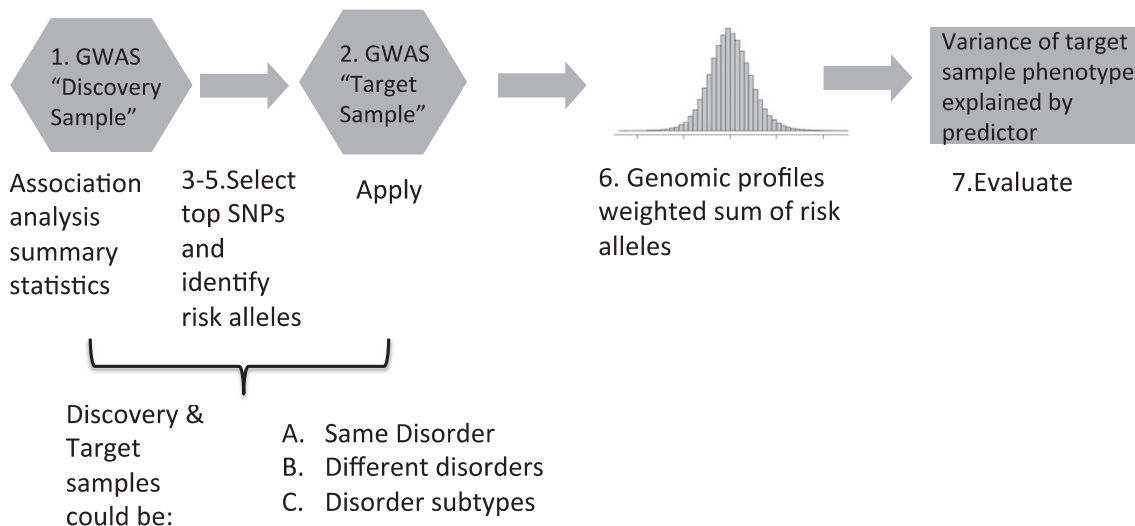 1. GWAS
“Discovery
Sample”
2. GWAS
“Target
Sample”
Variance of target
sample phenotype
explained by
predictor
Association
analysis
summary
statistics
3-5.Select
top SNPs
and
identify
risk alleles
Apply
6. Genomic profiles
weighted sum of risk
alleles
7.Evaluate
Discovery &
Target
samples
could be:
A. Same Disorder
B. Different disorders
C. Disorder subtypes